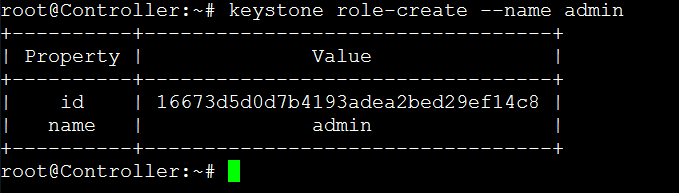 root@Controller:~# keystone role-create --name admin
+----------+----------------------------------+
| Property | Value |
+----------+----------------------------------+
| id | 16673d5d0d7b4193adea2bed29ef14c8 |
| name | admin |
+----------+----------------------------------+
root@Controller:~#